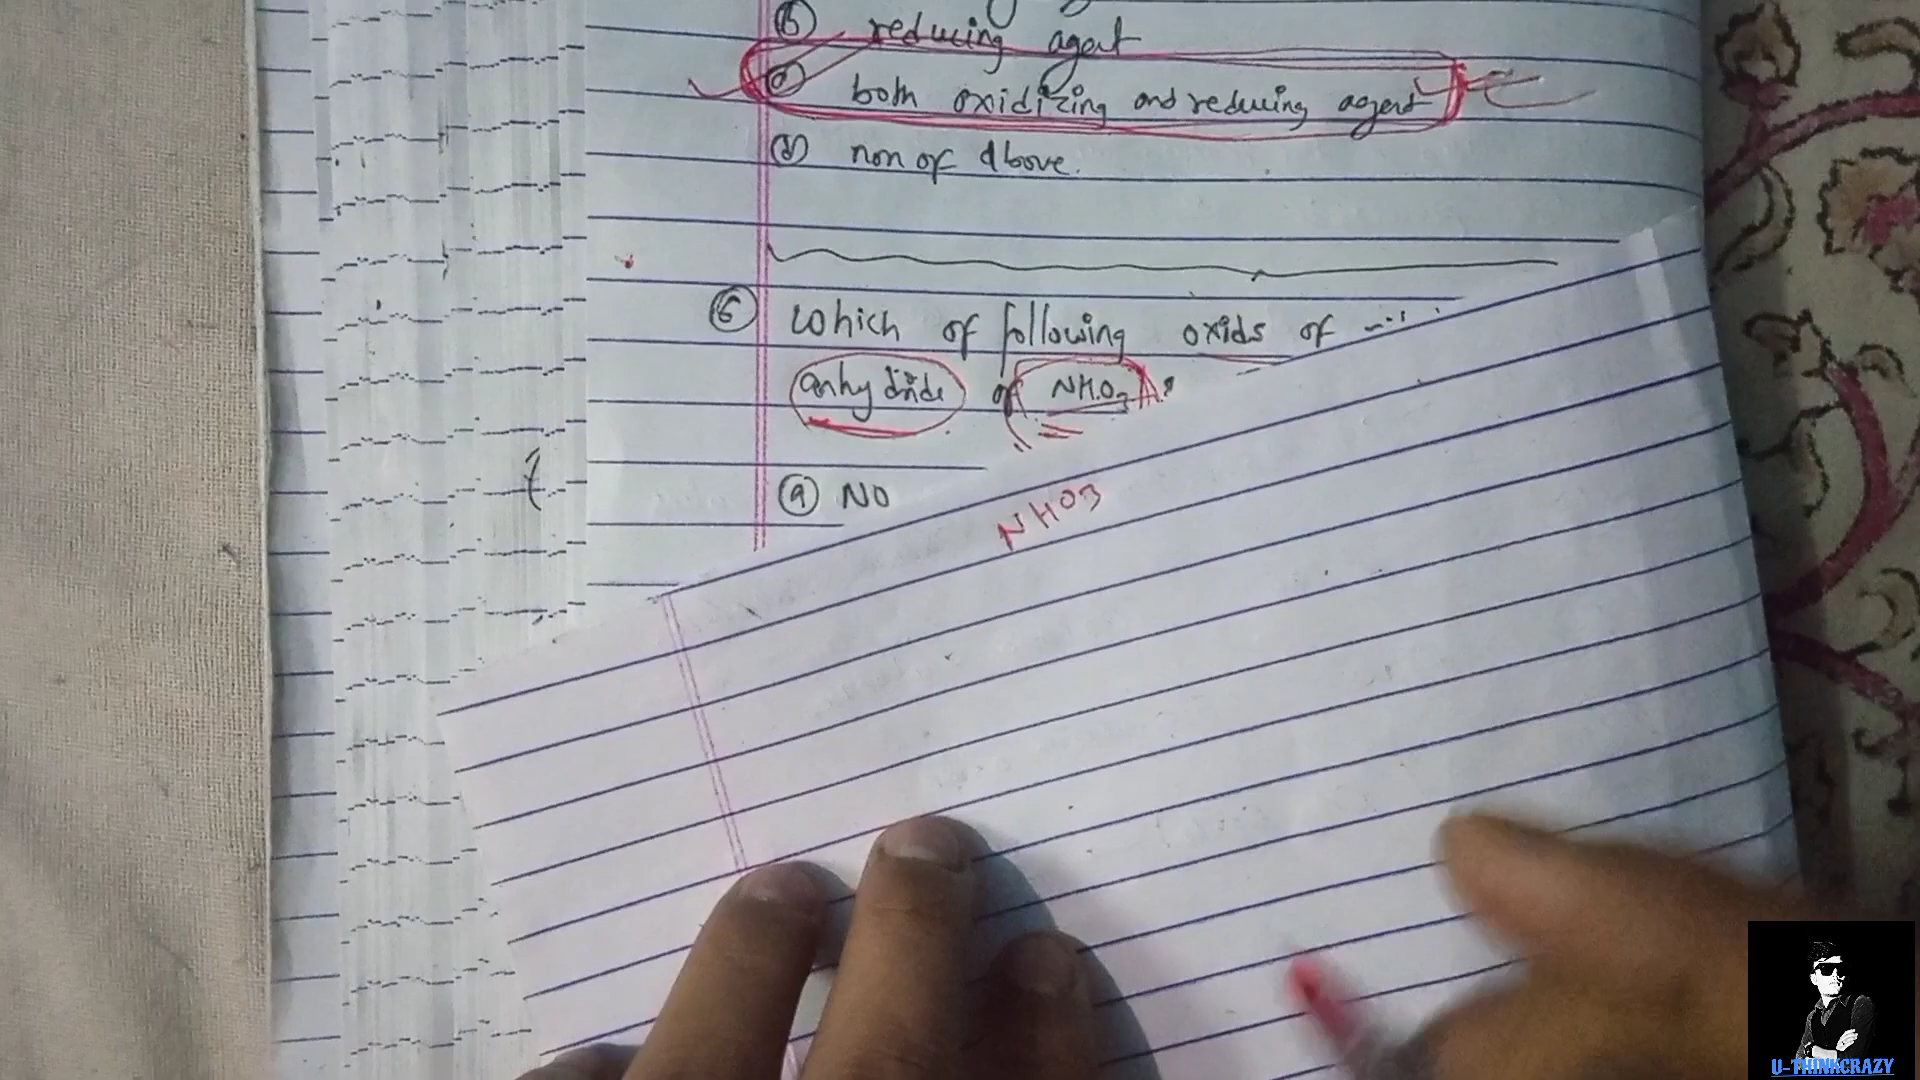 b reducing agent
c both oxidizing and reducing agent
d non of above.
6 Which of following oxids of
anhydride of NHO3 ?
a NO
NHO3
U-THINKCRAZY